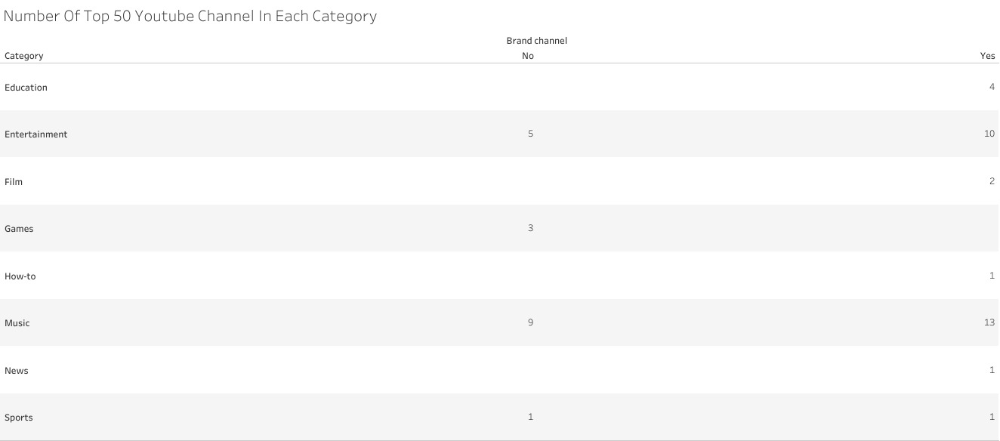 Number Of Top 50 Youtube Channel In Each Category
Brand channel
Category No Yes
Education 4
Entertainment 5 10
Film 2
Games 3
How-to 1
Music 9 13
News 1
Sports 1 1